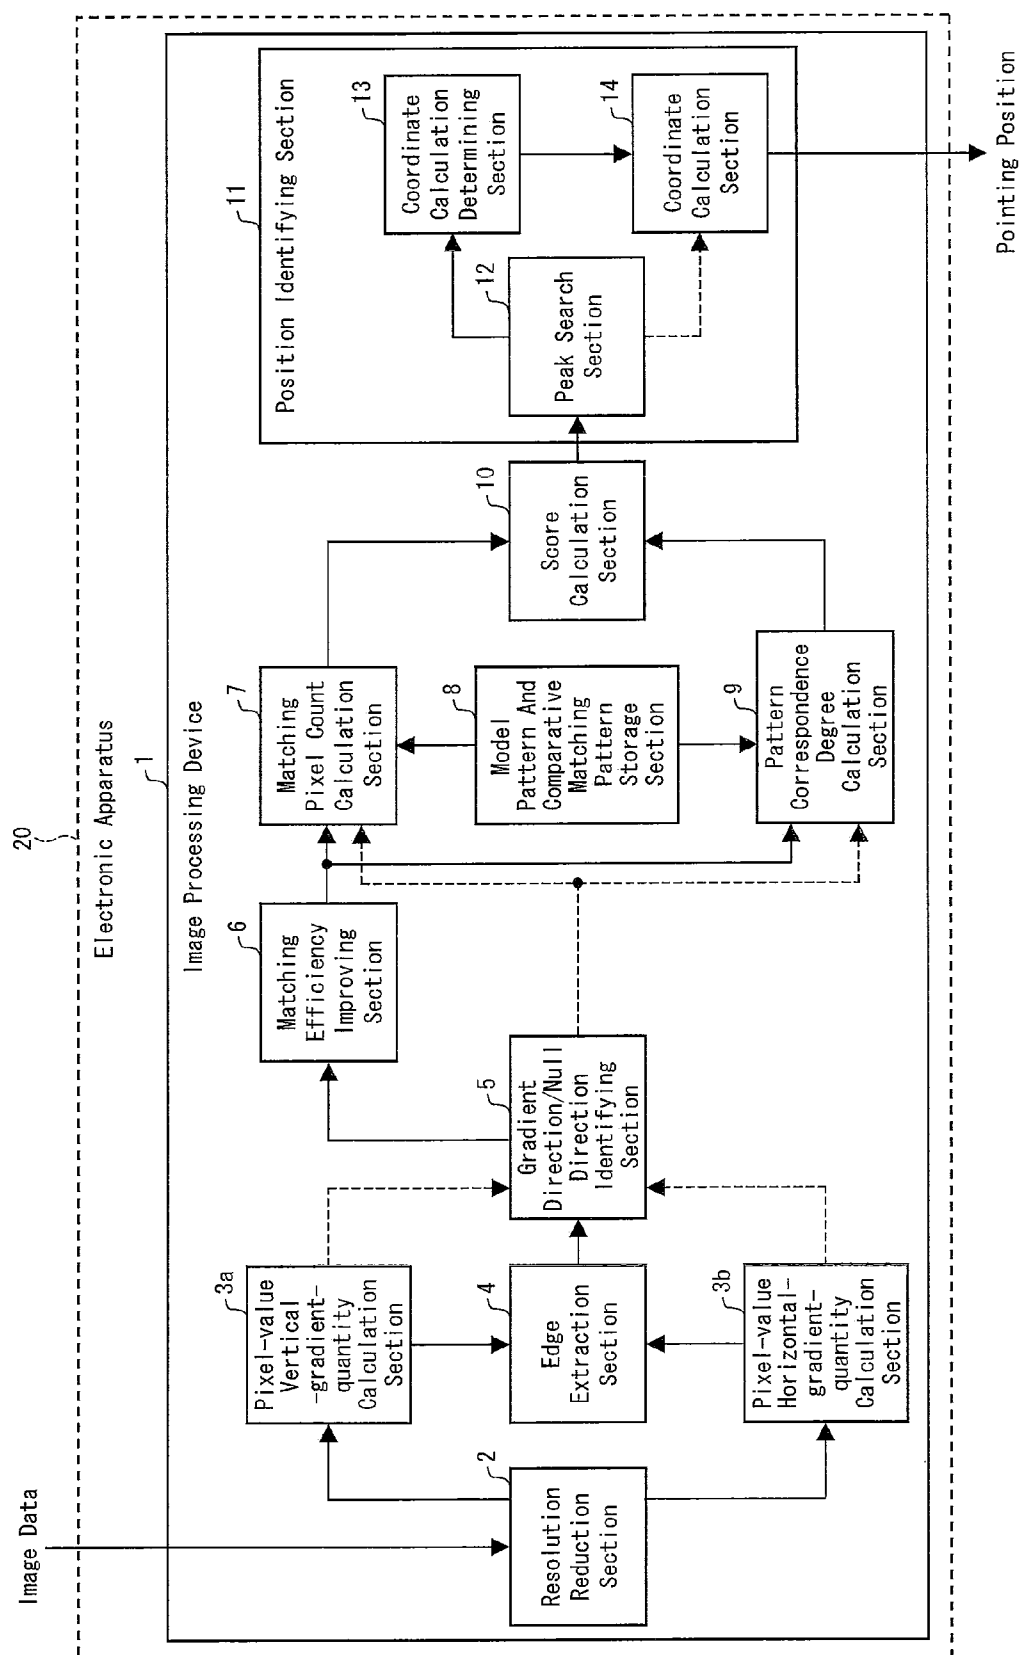 20
Electronic Apparatus
1
Image Processing Device
Image Data
2
Resolution
Reduction
Section
3a
Pixel-value
Vertical
-gradient-
quantity
Calculation
Section
4
Edge
Extraction
Section
3b
Pixel-value
Horizontal-
gradient-
quantity
Calculation
Section
5
Gradient
Direction/Null
Direction
Identifying
Section
6
Matching
Efficiency
Improving
Section
7
Matching
Pixel Count
Calculation
Section
8
Model
Pattern And
Comparative
Matching
Pattern
Storage
Section
9
Pattern
Correspondence
Degree
Calculation
Section
10
Score
Calculation
Section
11
Position Identifying Section
12
Peak Search
Section
13
Coordinate
Calculation
Determining
Section
14
Coordinate
Calculation
Section
Pointing Position